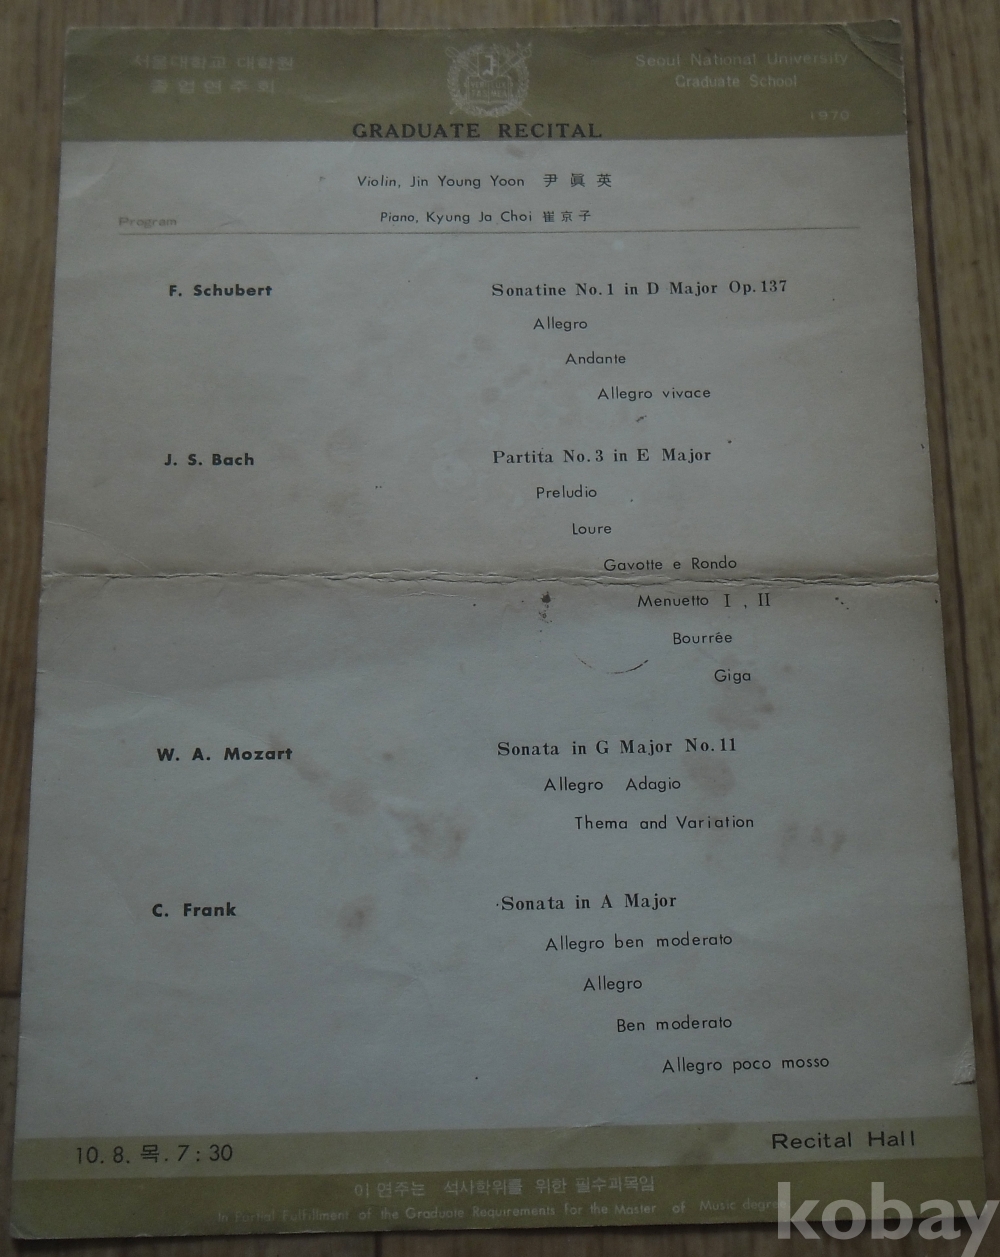 서울대학교 대학원
졸업연주회
Seoul National University
Graduate School
1970
GRADUATE RECITAL
Violin, Jin Young Yoon 尹眞英
Piano, Kyung Ja Choi 崔京子
Program
F. Schubert Sonatine No.1 in D Major Op.137
Allegro
Andante
Allegro vivace
J. S. Bach Partita No.3 in E Major
Preludio
Loure
Gavotte e Rondo
Menuetto I , II
Bourrée
Giga
W. A. Mozart Sonata in G Major No.11
Allegro Adagio
Thema and Variation
C. Frank Sonata in A Major
Allegro ben moderato
Allegro
Ben moderato
Allegro poco mosso
10. 8. 목. 7 : 30 Recital Hall
이 연주는 석사학위를 위한 필수과목임
In Partial Fulfillment of the Graduate Requirements for the Master of Music degree
kobay